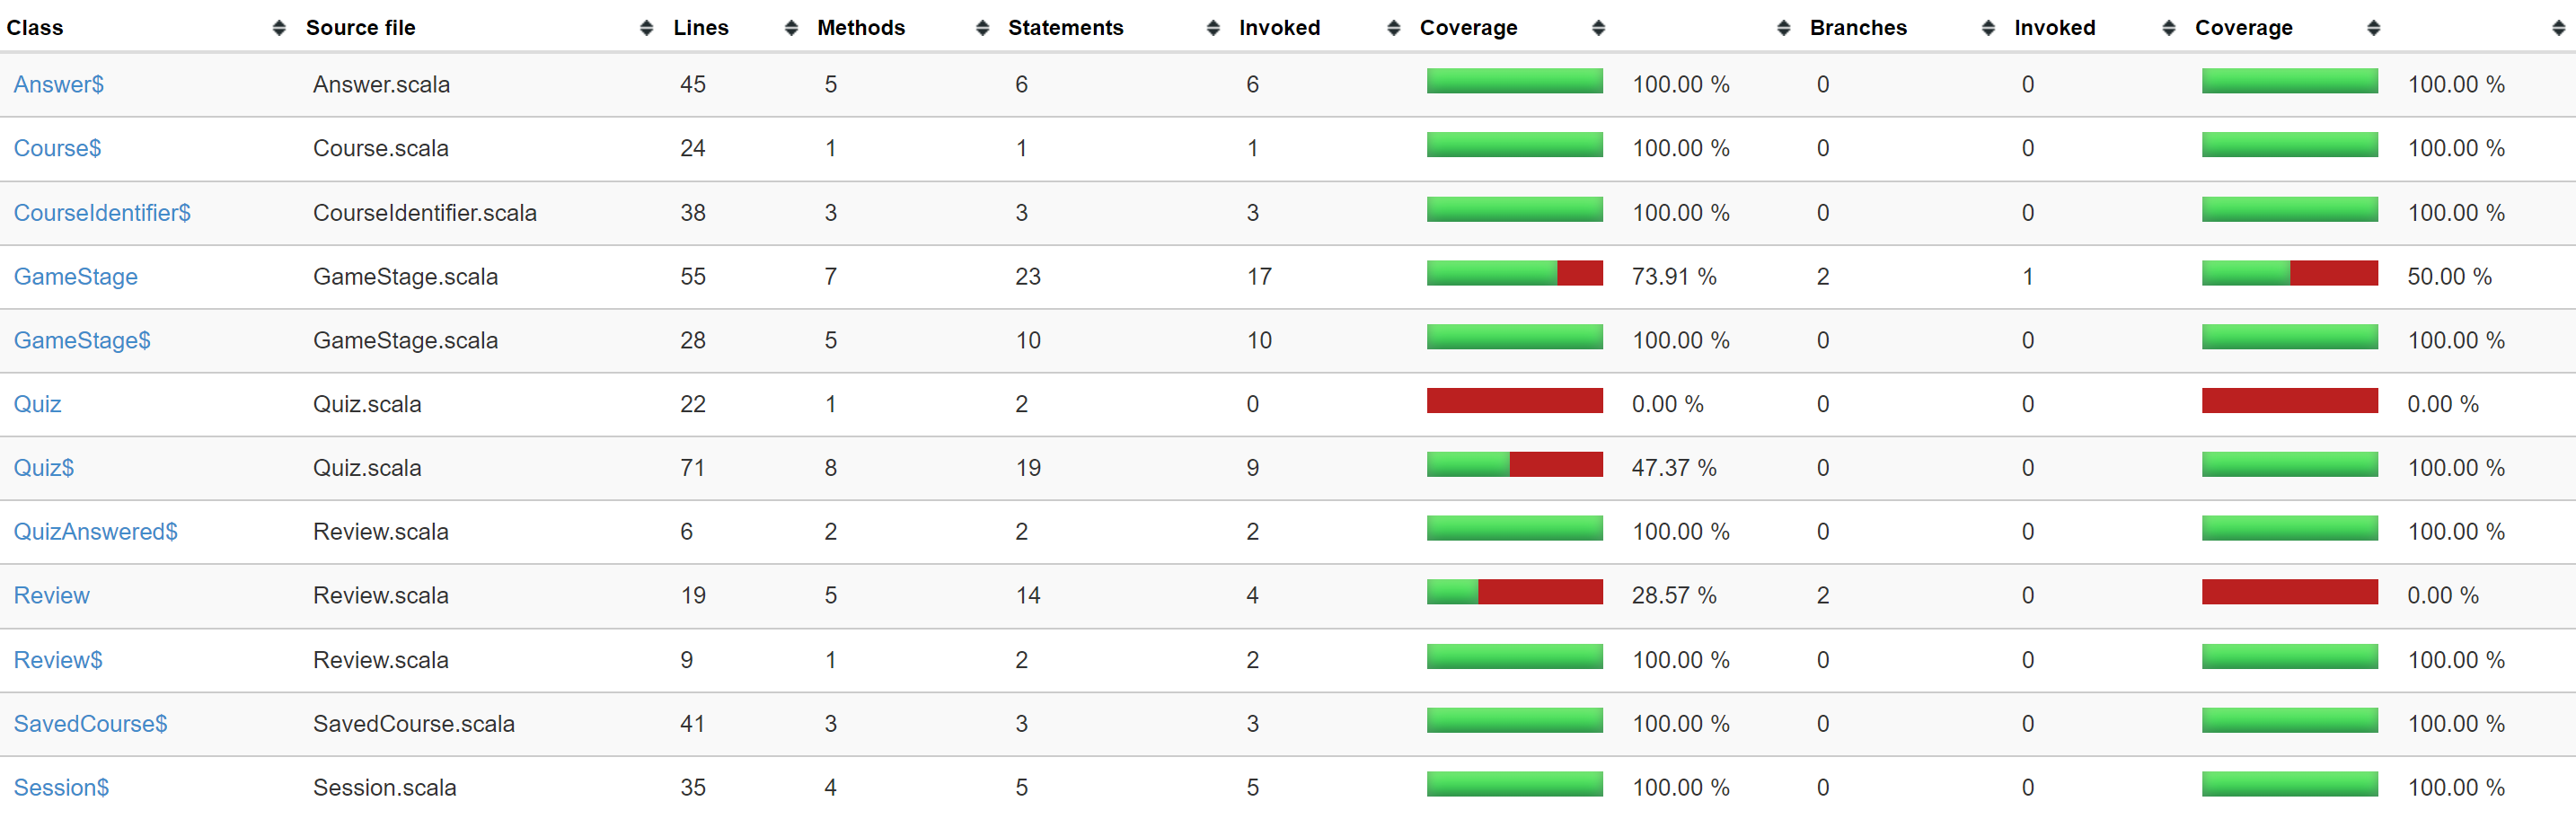 Class Source file Lines Methods Statements Invoked Coverage Branches Invoked Coverage
Answer$ Answer.scala 45 5 6 6 100.00 % 0 0 100.00 %
Course$ Course.scala 24 1 1 1 100.00 % 0 0 100.00 %
CourseIdentifier$ CourseIdentifier.scala 38 3 3 3 100.00 % 0 0 100.00 %
GameStage GameStage.scala 55 7 23 17 73.91 % 2 1 50.00 %
GameStage$ GameStage.scala 28 5 10 10 100.00 % 0 0 100.00 %
Quiz Quiz.scala 22 1 2 0 0.00 % 0 0 0.00 %
Quiz$ Quiz.scala 71 8 19 9 47.37 % 0 0 100.00 %
QuizAnswered$ Review.scala 6 2 2 2 100.00 % 0 0 100.00 %
Review Review.scala 19 5 14 4 28.57 % 2 0 0.00 %
Review$ Review.scala 9 1 2 2 100.00 % 0 0 100.00 %
SavedCourse$ SavedCourse.scala 41 3 3 3 100.00 % 0 0 100.00 %
Session$ Session.scala 35 4 5 5 100.00 % 0 0 100.00 %